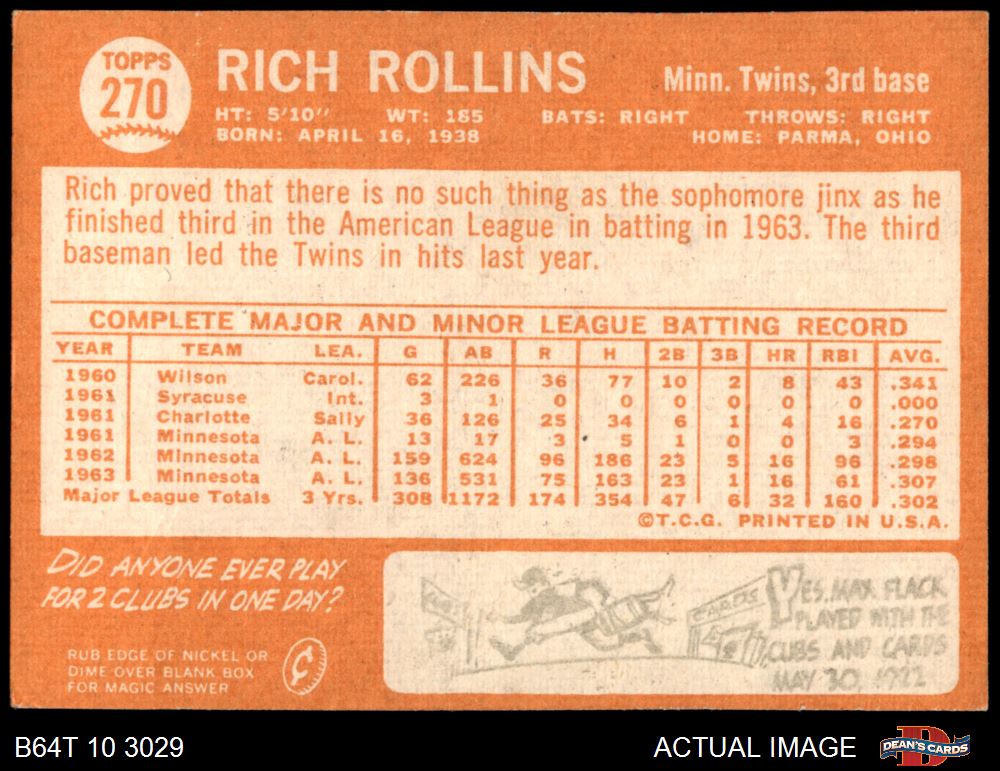 TOPPS
270
RICH ROLLINS
Minn. Twins, 3rd base
HT: 5'10" WT: 185 BATS: RIGHT THROWS: RIGHT
BORN: APRIL 16, 1938 HOME: PARMA, OHIO
Rich proved that there is no such thing as the sophomore jinx as he
finished third in the American League in batting in 1963. The third
baseman led the Twins in hits last year.
COMPLETE MAJOR AND MINOR LEAGUE BATTING RECORD
YEAR TEAM LEA. G AB R H 2B 3B HR RBI AVG.
1960 Wilson Carol. 62 226 36 77 10 2 8 43 .341
1961 Syracuse Int. 3 1 0 0 0 0 0 0 .000
1961 Charlotte Sally 36 126 25 34 6 1 4 16 .270
1961 Minnesota A. L. 13 17 3 5 1 0 0 3 .294
1962 Minnesota A. L. 159 624 96 186 23 5 16 96 .298
1963 Minnesota A. L. 136 531 75 163 23 1 16 61 .307
Major League Totals 3 Yrs. 308 1172 174 354 47 6 32 160 .302
©T.C.G. PRINTED IN U.S.A.
DID ANYONE EVER PLAY
FOR 2 CLUBS IN ONE DAY?
RUB EDGE OF NICKEL OR
DIME OVER BLANK BOX
FOR MAGIC ANSWER
¢
CARDS
YES, MAX FLACK
PLAYED WITH THE
CUBS AND CARDS
MAY 30, 1922
B64T 10 3029
ACTUAL IMAGE
DEAN'S CARDS